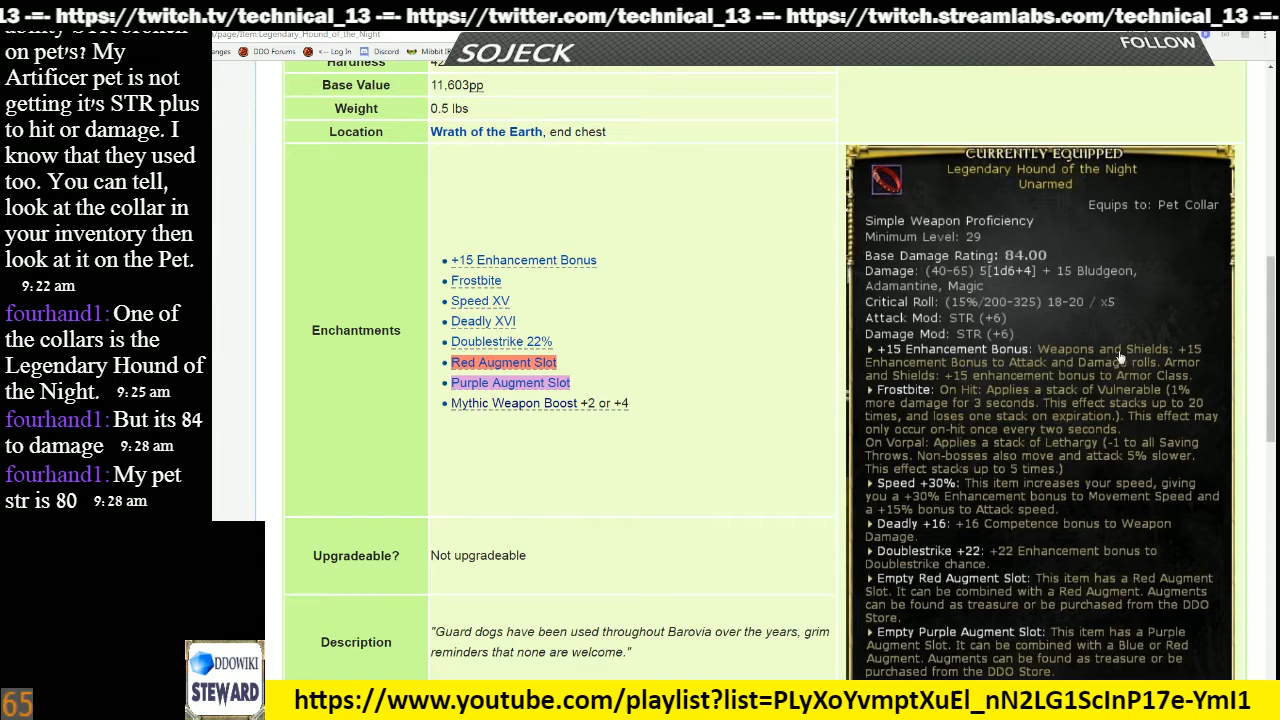 13 -=- https://twitch.tv/technical_13 -=- https://twitter.com/technical_13 -=- https://twitch.streamlabs.com/technical_13 -=-
on pet's? My
Artificer pet is not
getting it's STR plus
to hit or damage. I
know that they used
too. You can tell,
look at the collar in
your inventory then
look at it on the Pet.
9:22 am
fourhand1: One of
the collars is the
Legendary Hound of
the Night. 9:25 am
fourhand1: But its 84
to damage 9:28 am
fourhand1: My pet
str is 80 9:28 am
/page/Item:Legendary_Hound_of_the_Night
DDO Forums
<-- Log In
Discord
SOJECK
FOLLOW
Hardness
Base Value
11,603pp
Weight
0.5 lbs
Location
Wrath of the Earth, end chest
Enchantments
+15 Enhancement Bonus
Frostbite
Speed XV
Deadly XVI
Doublestrike 22%
Red Augment Slot
Purple Augment Slot
Mythic Weapon Boost +2 or +4
Upgradeable?
Not upgradeable
Description
"Guard dogs have been used throughout Barovia over the years, grim
reminders that none are welcome."
CURRENTLY EQUIPPED
Legendary Hound of the Night
Unarmed
Equips to: Pet Collar
Simple Weapon Proficiency
Minimum Level: 29
Base Damage Rating: 84.00
Damage: (40-65) 5[1d6+4] + 15 Bludgeon,
Adamantine, Magic
Critical Roll: (15%/200-325) 18-20 / x5
Attack Mod: STR (+6)
Damage Mod: STR (+6)
+15 Enhancement Bonus: Weapons and Shields: +15
Enhancement Bonus to Attack and Damage rolls. Armor
and Shields: +15 enhancement bonus to Armor Class.
Frostbite: On Hit: Applies a stack of Vulnerable (1%
more damage for 3 seconds. This effect stacks up to 20
times, and loses one stack on expiration.). This effect may
only occur on-hit once every two seconds.
On Vorpal: Applies a stack of Lethargy (-1 to all Saving
Throws. Non-bosses also move and attack 5% slower.
This effect stacks up to 5 times.)
Speed +30%: This item increases your speed, giving
you a +30% Enhancement bonus to Movement Speed and
a +15% bonus to Attack speed.
Deadly +16: +16 Competence bonus to Weapon
Damage.
Doublestrike +22: +22 Enhancement bonus to
Doublestrike chance.
Empty Red Augment Slot: This item has a Red Augment
Slot. It can be combined with a Red Augment. Augments
can be found as treasure or be purchased from the DDO
Store.
Empty Purple Augment Slot: This item has a Purple
Augment Slot. It can be combined with a Blue or Red
Augment. Augments can be found as treasure or be
purchased from the DDO Store.
DDOWIKI
STEWARD
65
https://www.youtube.com/playlist?list=PLyXoYvmptXuEl_nN2LG1ScInP17e-YmI1